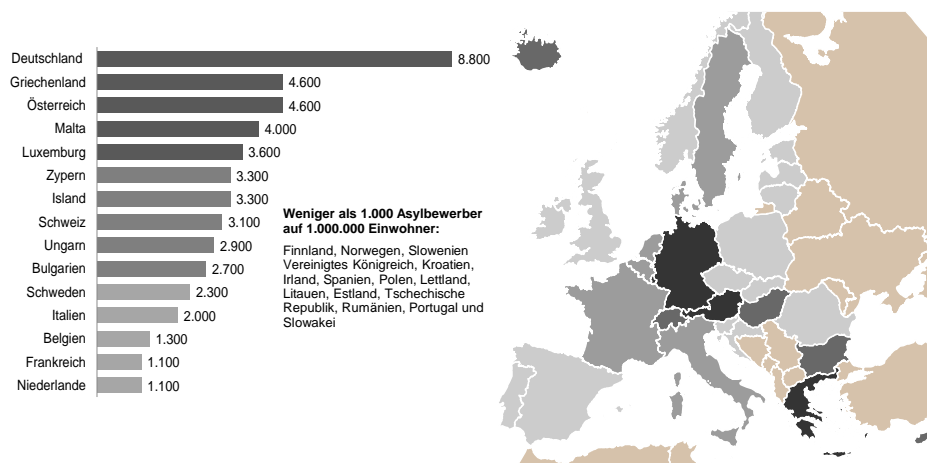 Deutschland 8.800
Griechenland 4.600
Österreich 4.600
Malta 4.000
Luxemburg 3.600
Zypern 3.300
Island 3.300
Schweiz 3.100
Ungarn 2.900
Bulgarien 2.700
Schweden 2.300
Italien 2.000
Belgien 1.300
Frankreich 1.100
Niederlande 1.100
Weniger als 1.000 Asylbewerber
auf 1.000.000 Einwohner:
Finnland, Norwegen, Slowenien
Vereinigtes Königreich, Kroatien,
Irland, Spanien, Polen, Lettland,
Litauen, Estland, Tschechische
Republik, Rumänien, Portugal und
Slowakei